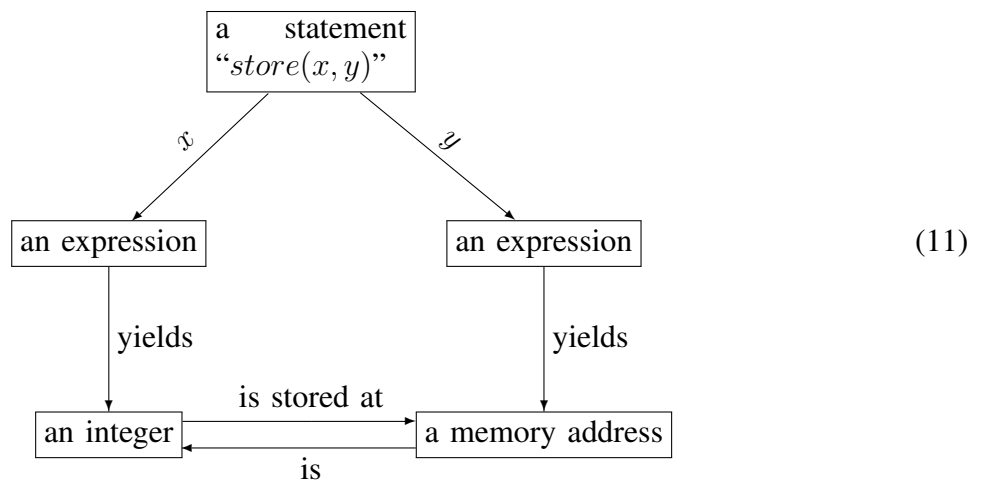 a statement
“store(x, y)”
x
y
an expression
an expression
(11)
yields
yields
is stored at
an integer
a memory address
is